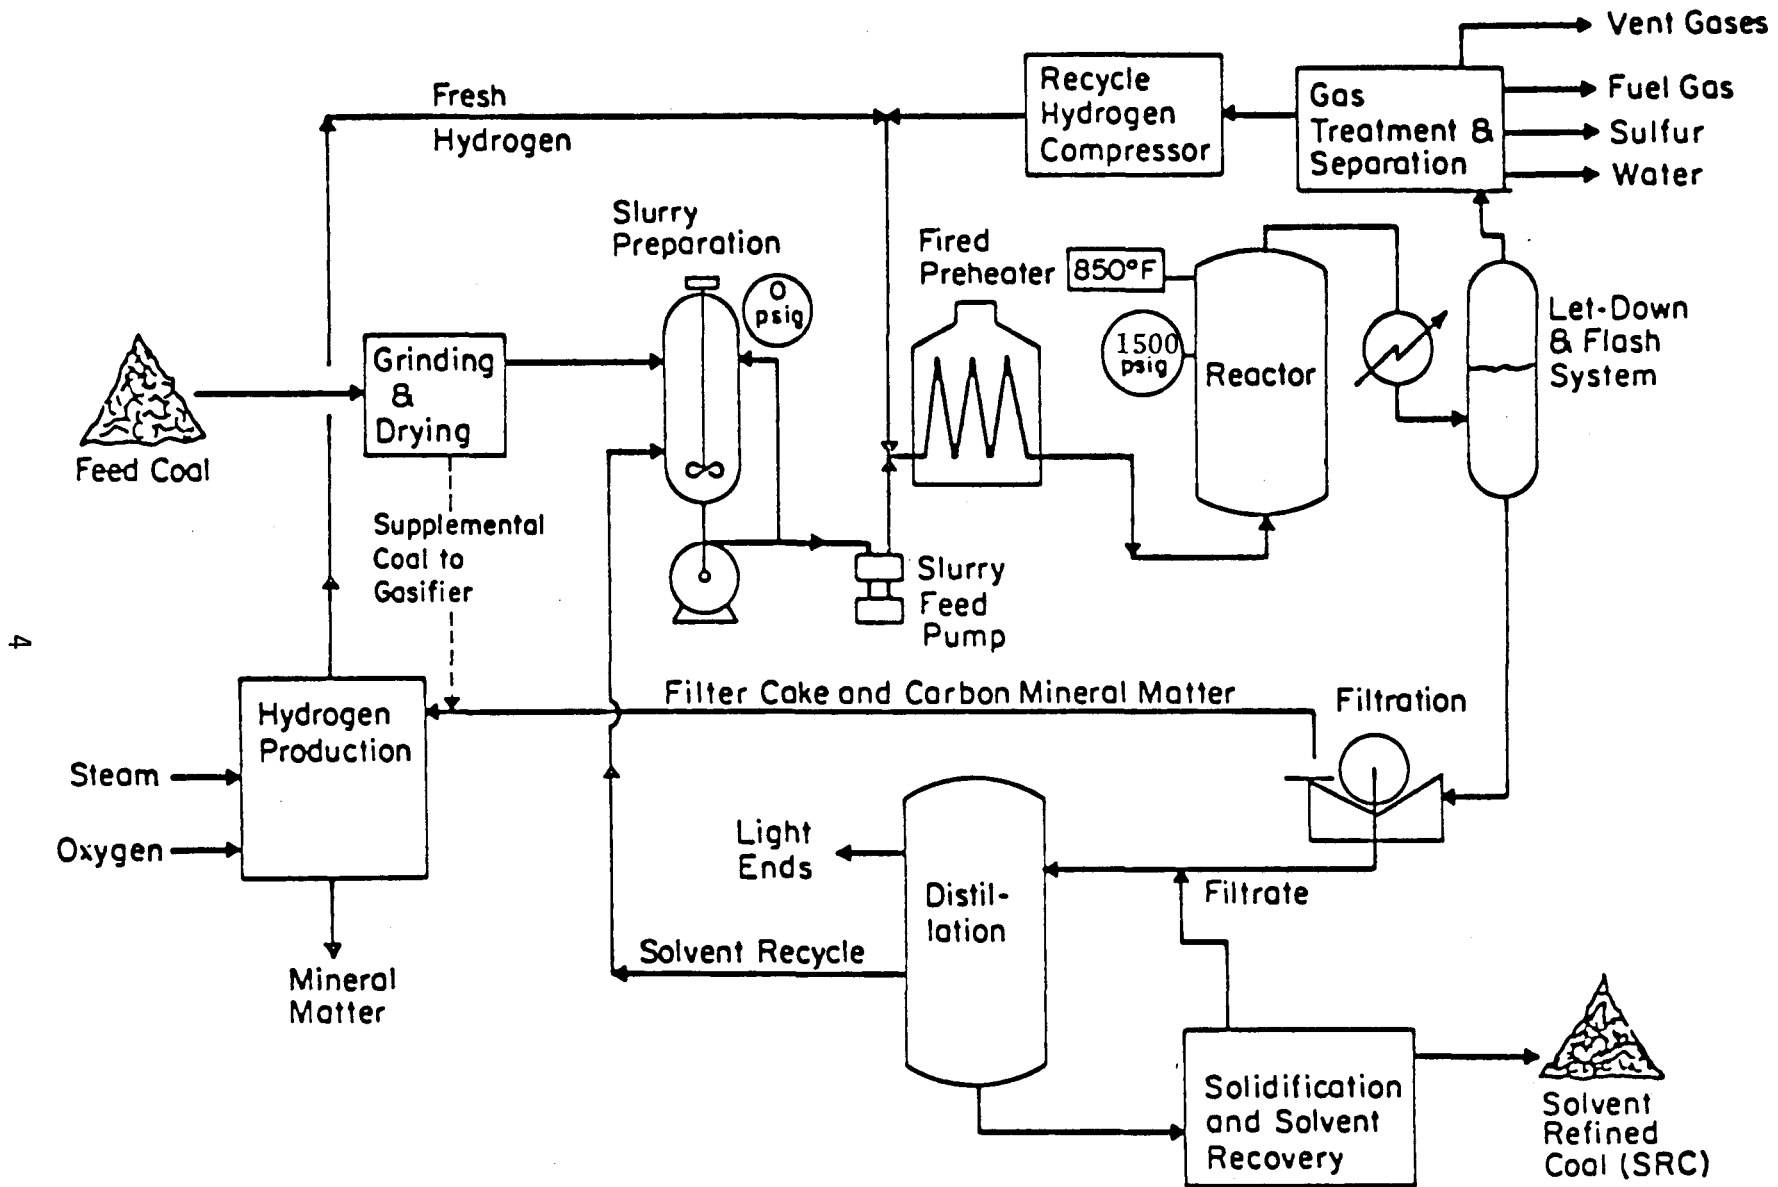 Vent Gases
Fuel Gas
Sulfur
Water
Gas
Treatment &
Separation
Recycle
Hydrogen
Compressor
Fresh
Hydrogen
Slurry
Preparation
0
psig
Fired
Preheater
850°F
1500
psig
Reactor
Let-Down
& Flash
System
Grinding
&
Drying
Feed Coal
Supplemental
Coal to
Gasifier
Slurry
Feed
Pump
4
Filter Cake and Carbon Mineral Matter
Filtration
Hydrogen
Production
Steam
Oxygen
Mineral
Matter
Light
Ends
Distil-
lation
Filtrate
Solvent Recycle
Solidification
and Solvent
Recovery
Solvent
Refined
Coal (SRC)